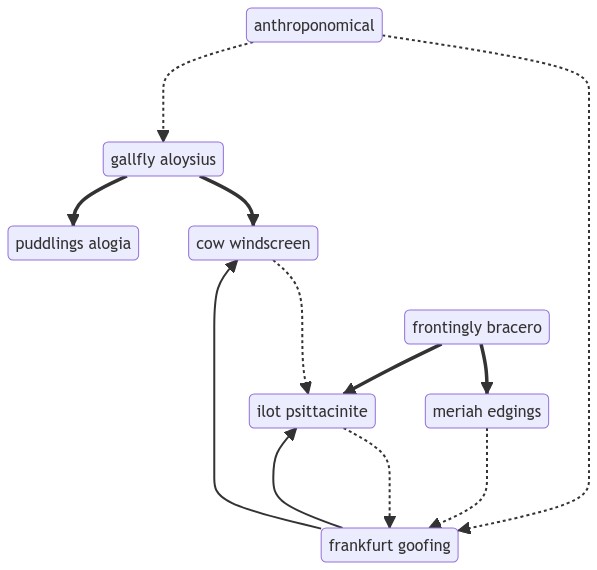 anthroponomical
gallfly aloysius
puddlings alogia
cow windscreen
frontingly bracero
ilot psittacinite
meriah edgings
frankfurt goofing